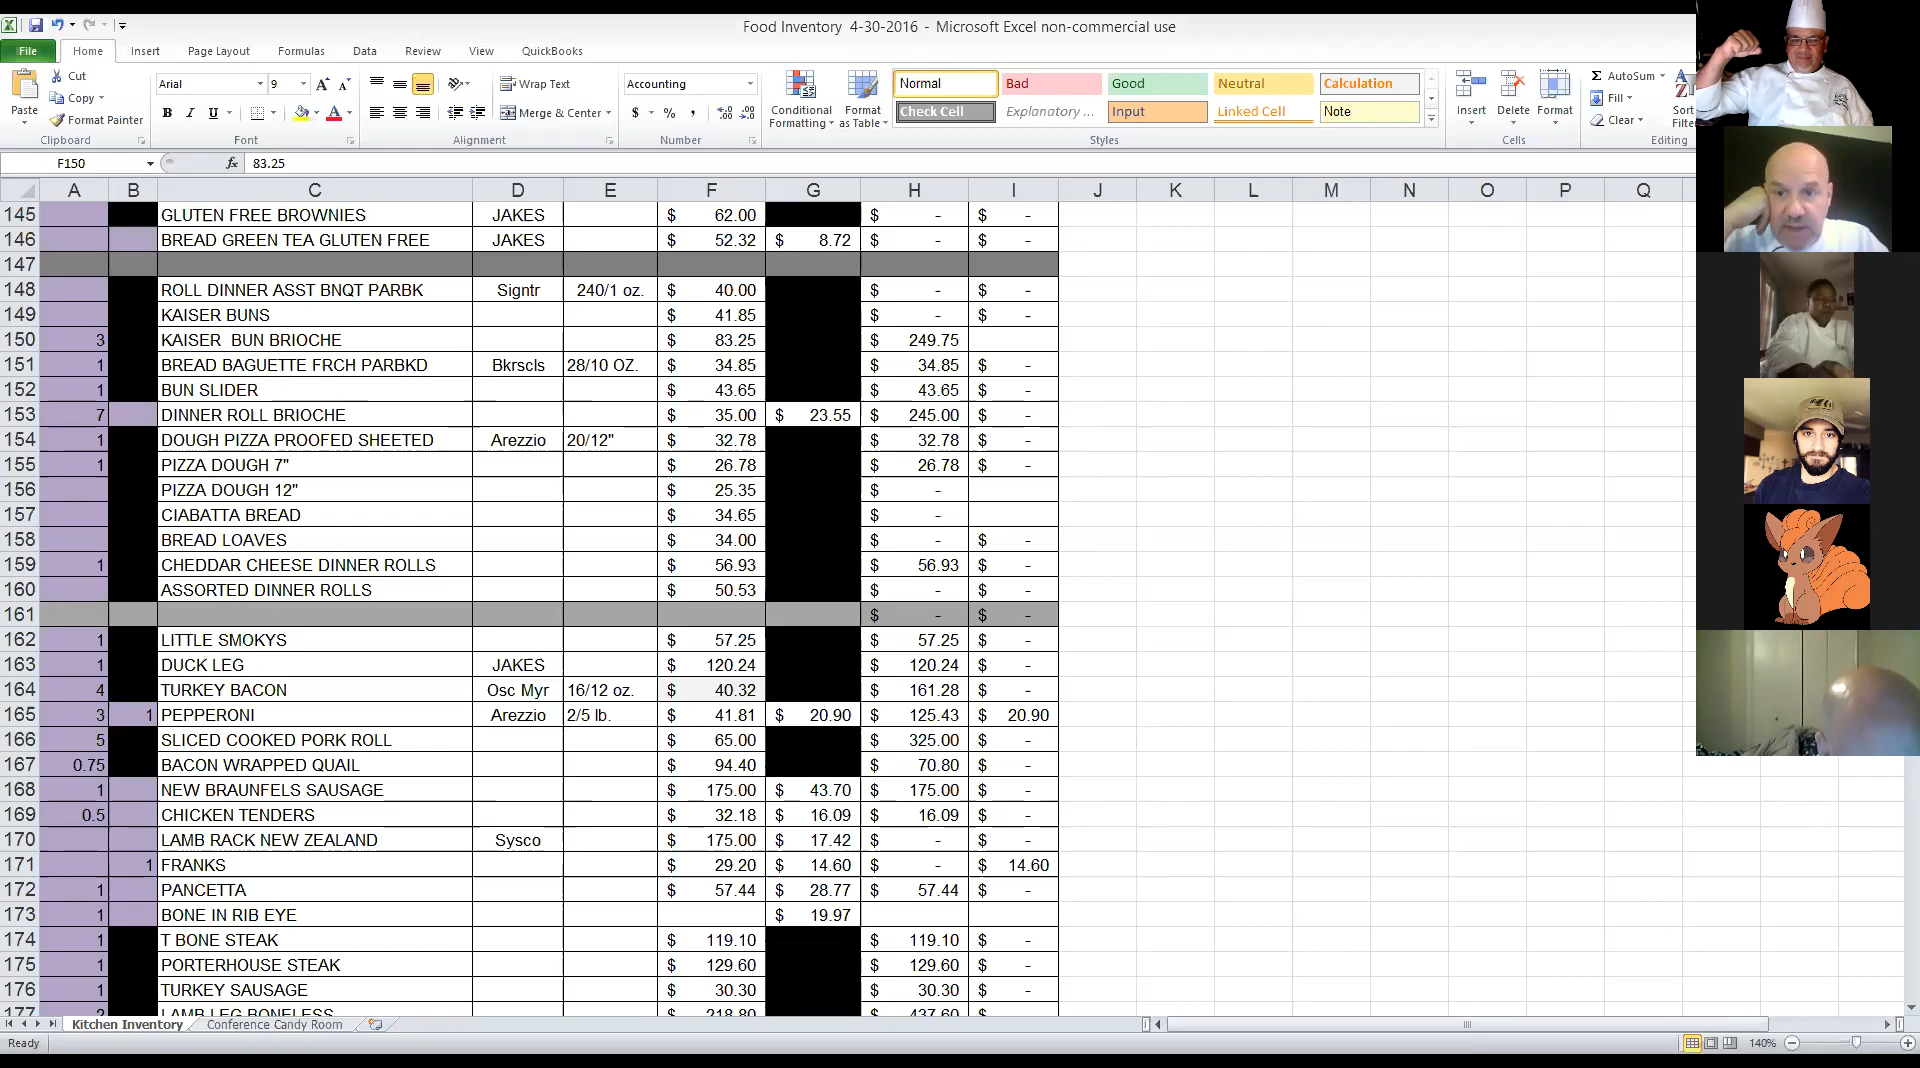 Food Inventory 4-30-2016 - Microsoft Excel non-commercial use
File Home Insert Page Layout Formulas Data Review View QuickBooks
Cut Arial 9 Wrap Text Accounting Normal Bad Good Neutral Calculation AutoSum
Paste Copy Conditional Formatting Format as Table Insert Delete Format Fill Sort
Format Painter B I U Merge & Center $ % , Check Cell Explanatory ... Input Linked Cell Note Clear Filter
Clipboard Font Alignment Number Styles Cells Editing
F150 fx 83.25
A B C D E F G H I J K L M N O P Q
145 GLUTEN FREE BROWNIES JAKES $ 62.00 $ - $ -
146 BREAD GREEN TEA GLUTEN FREE JAKES $ 52.32 $ 8.72 $ - $ -
147
148 ROLL DINNER ASST BNQT PARBK Signtr 240/1 oz. $ 40.00 $ - $ -
149 KAISER BUNS $ 41.85 $ - $ -
150 3 KAISER BUN BRIOCHE $ 83.25 $ 249.75
151 1 BREAD BAGUETTE FRCH PARBKD Bkrscls 28/10 OZ. $ 34.85 $ 34.85 $ -
152 1 BUN SLIDER $ 43.65 $ 43.65 $ -
153 7 DINNER ROLL BRIOCHE $ 35.00 $ 23.55 $ 245.00 $ -
154 1 DOUGH PIZZA PROOFED SHEETED Arezzio 20/12" $ 32.78 $ 32.78 $ -
155 1 PIZZA DOUGH 7" $ 26.78 $ 26.78 $ -
156 PIZZA DOUGH 12" $ 25.35 $ -
157 CIABATTA BREAD $ 34.65 $ -
158 BREAD LOAVES $ 34.00 $ - $ -
159 1 CHEDDAR CHEESE DINNER ROLLS $ 56.93 $ 56.93 $ -
160 ASSORTED DINNER ROLLS $ 50.53 $ - $ -
161 $ - $ -
162 1 LITTLE SMOKYS $ 57.25 $ 57.25 $ -
163 1 DUCK LEG JAKES $ 120.24 $ 120.24 $ -
164 4 TURKEY BACON Osc Myr 16/12 oz. $ 40.32 $ 161.28 $ -
165 3 1 PEPPERONI Arezzio 2/5 lb. $ 41.81 $ 20.90 $ 125.43 $ 20.90
166 5 SLICED COOKED PORK ROLL $ 65.00 $ 325.00 $ -
167 0.75 BACON WRAPPED QUAIL $ 94.40 $ 70.80 $ -
168 1 NEW BRAUNFELS SAUSAGE $ 175.00 $ 43.70 $ 175.00 $ -
169 0.5 CHICKEN TENDERS $ 32.18 $ 16.09 $ 16.09 $ -
170 LAMB RACK NEW ZEALAND Sysco $ 175.00 $ 17.42 $ - $ -
171 1 FRANKS $ 29.20 $ 14.60 $ - $ 14.60
172 1 PANCETTA $ 57.44 $ 28.77 $ 57.44 $ -
173 1 BONE IN RIB EYE $ 19.97
174 1 T BONE STEAK $ 119.10 $ 119.10 $ -
175 1 PORTERHOUSE STEAK $ 129.60 $ 129.60 $ -
176 1 TURKEY SAUSAGE $ 30.30 $ 30.30 $ -
177 2 LAMB LEG BONELESS $ 218.80 $ 437.60 $ -
Kitchen Inventory Conference Candy Room
Ready 140%